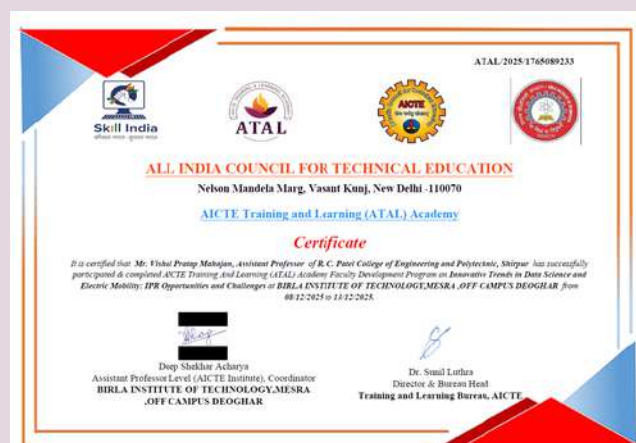 ATAL/2025/1765089233
Skill India
कौशल भारत - कुशल भारत
ATAL
AICTE
ALL INDIA COUNCIL FOR TECHNICAL EDUCATION
Nelson Mandela Marg, Vasant Kunj, New Delhi -110070
AICTE Training and Learning (ATAL) Academy
Certificate
It is certified that Mr. Vishal Pratap Mahajan, Assistant Professor of R. C. Patel College of Engineering and Polytechnic, Shirpur has successfully
participated & completed AICTE Training And Learning (ATAL) Academy Faculty Development Program on Innovative Trends in Data Science and
Electric Mobility: IPR Opportunities and Challenges at BIRLA INSTITUTE OF TECHNOLOGY,MESRA ,OFF CAMPUS DEOGHAR from
08/12/2025 to 13/12/2025.
Deep Shekhar Acharya
Assistant Professor Level (AICTE Institute), Coordinator
BIRLA INSTITUTE OF TECHNOLOGY,MESRA
,OFF CAMPUS DEOGHAR
Dr. Sunil Luthra
Director & Bureau Head
Training and Learning Bureau, AICTE